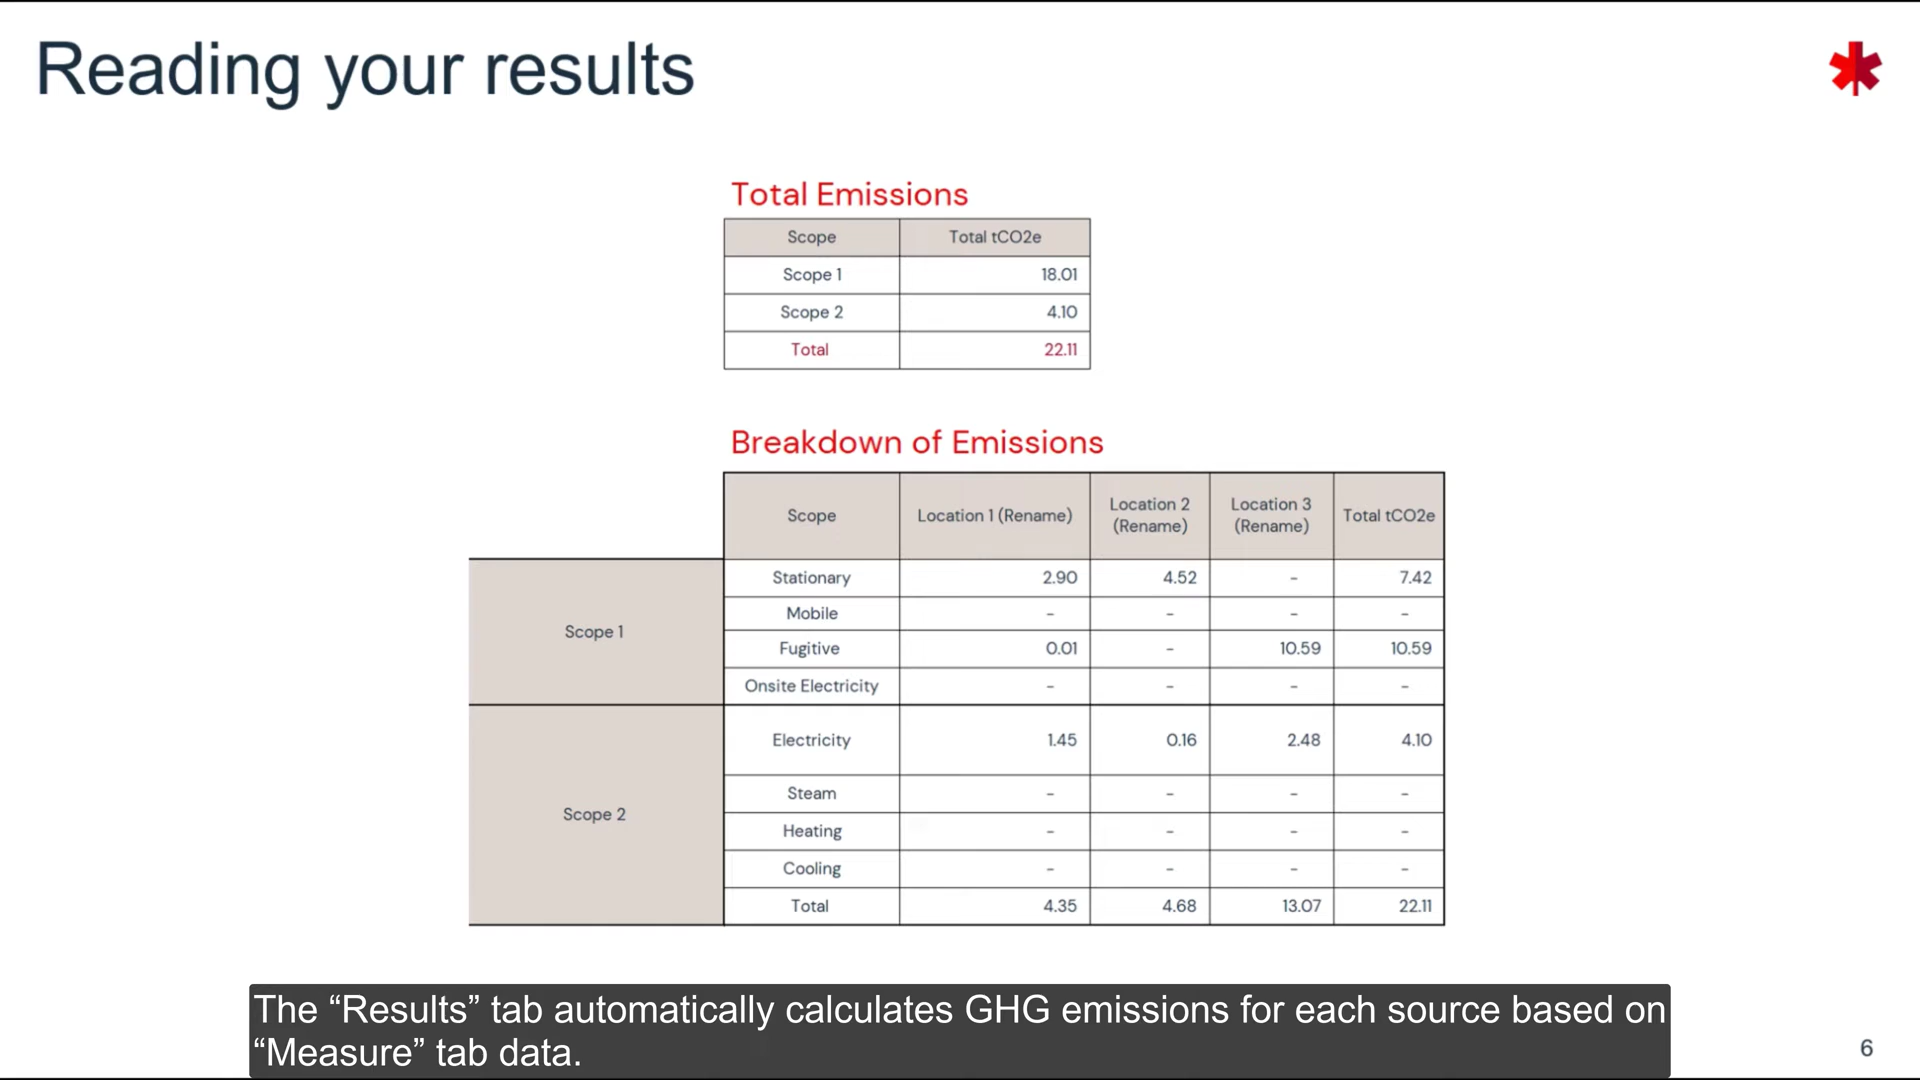 Reading your results
Total Emissions
Scope Total tCO2e
Scope 1 18.01
Scope 2 4.10
Total 22.11
Breakdown of Emissions
Scope Location 1 (Rename) Location 2 (Rename) Location 3 (Rename) Total tCO2e
Scope 1
Stationary 2.90 4.52 - 7.42
Mobile - - - -
Fugitive 0.01 - 10.59 10.59
Onsite Electricity - - - -
Scope 2
Electricity 1.45 0.16 2.48 4.10
Steam - - - -
Heating - - - -
Cooling - - - -
Total 4.35 4.68 13.07 22.11
The “Results” tab automatically calculates GHG emissions for each source based on
“Measure” tab data.
6